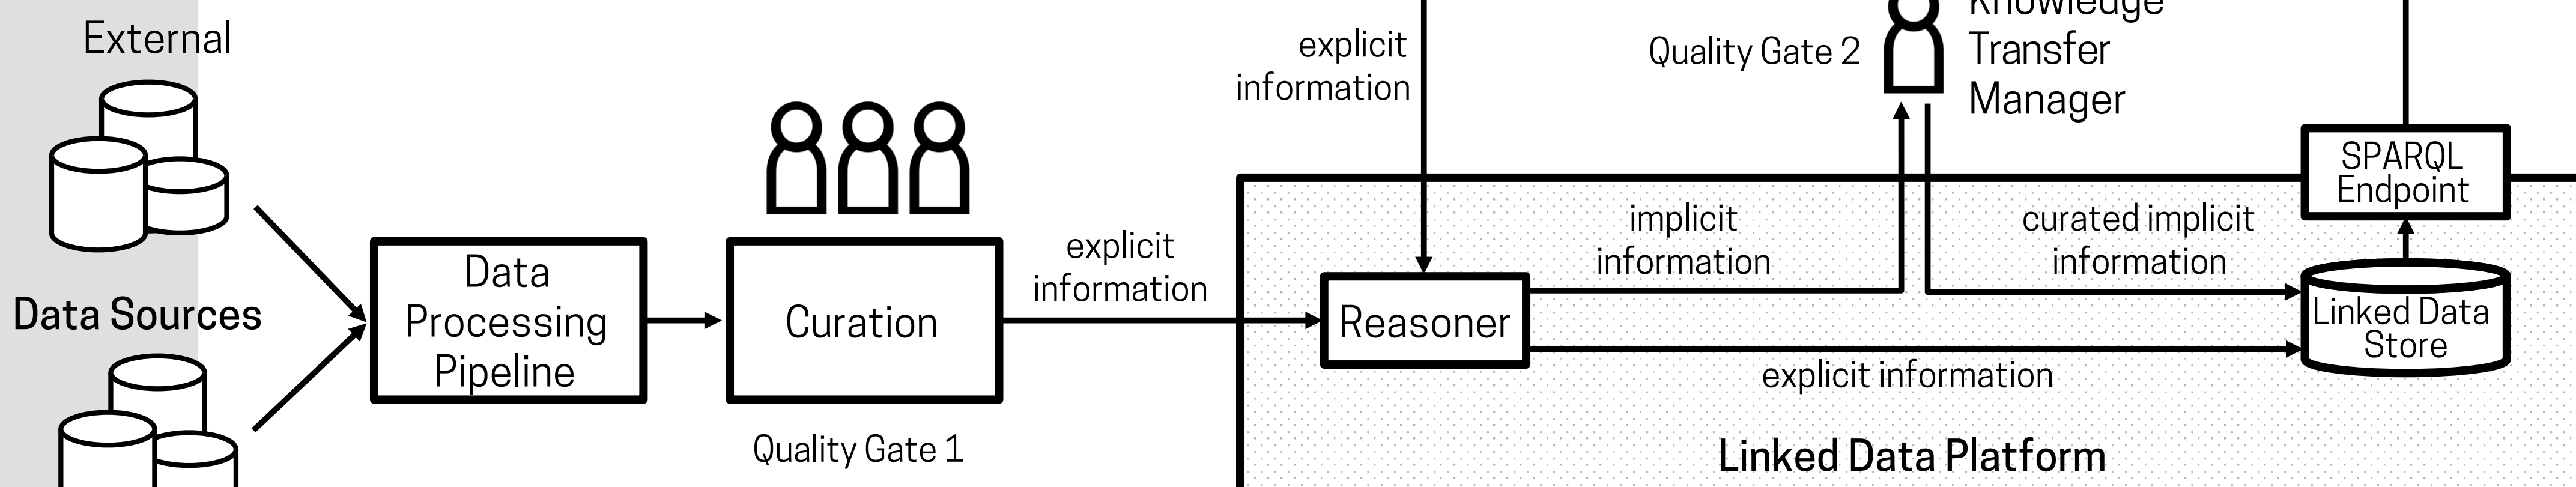 External
Data Sources
Data
Processing
Pipeline
Curation
Quality Gate 1
explicit
information
explicit
information
Reasoner
implicit
information
Quality Gate 2
Knowledge
Transfer
Manager
curated implicit
information
explicit information
SPARQL
Endpoint
Linked Data
Store
Linked Data Platform